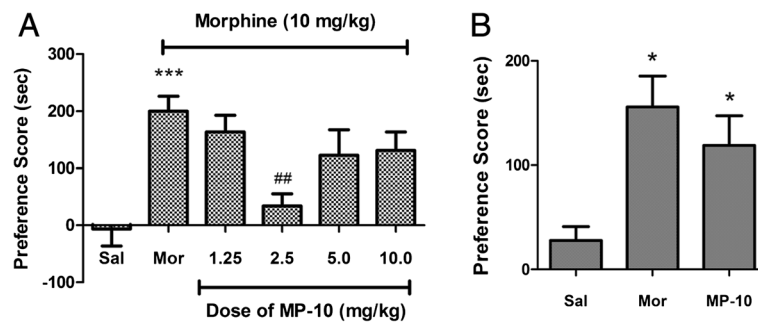 A
Morphine (10 mg/kg)
Preference Score (sec)
300
200
100
0
-100
***
##
Sal Mor 1.25 2.5 5.0 10.0
Dose of MP-10 (mg/kg)
B
Preference Score (sec)
200
100
0
* *
Sal Mor MP-10